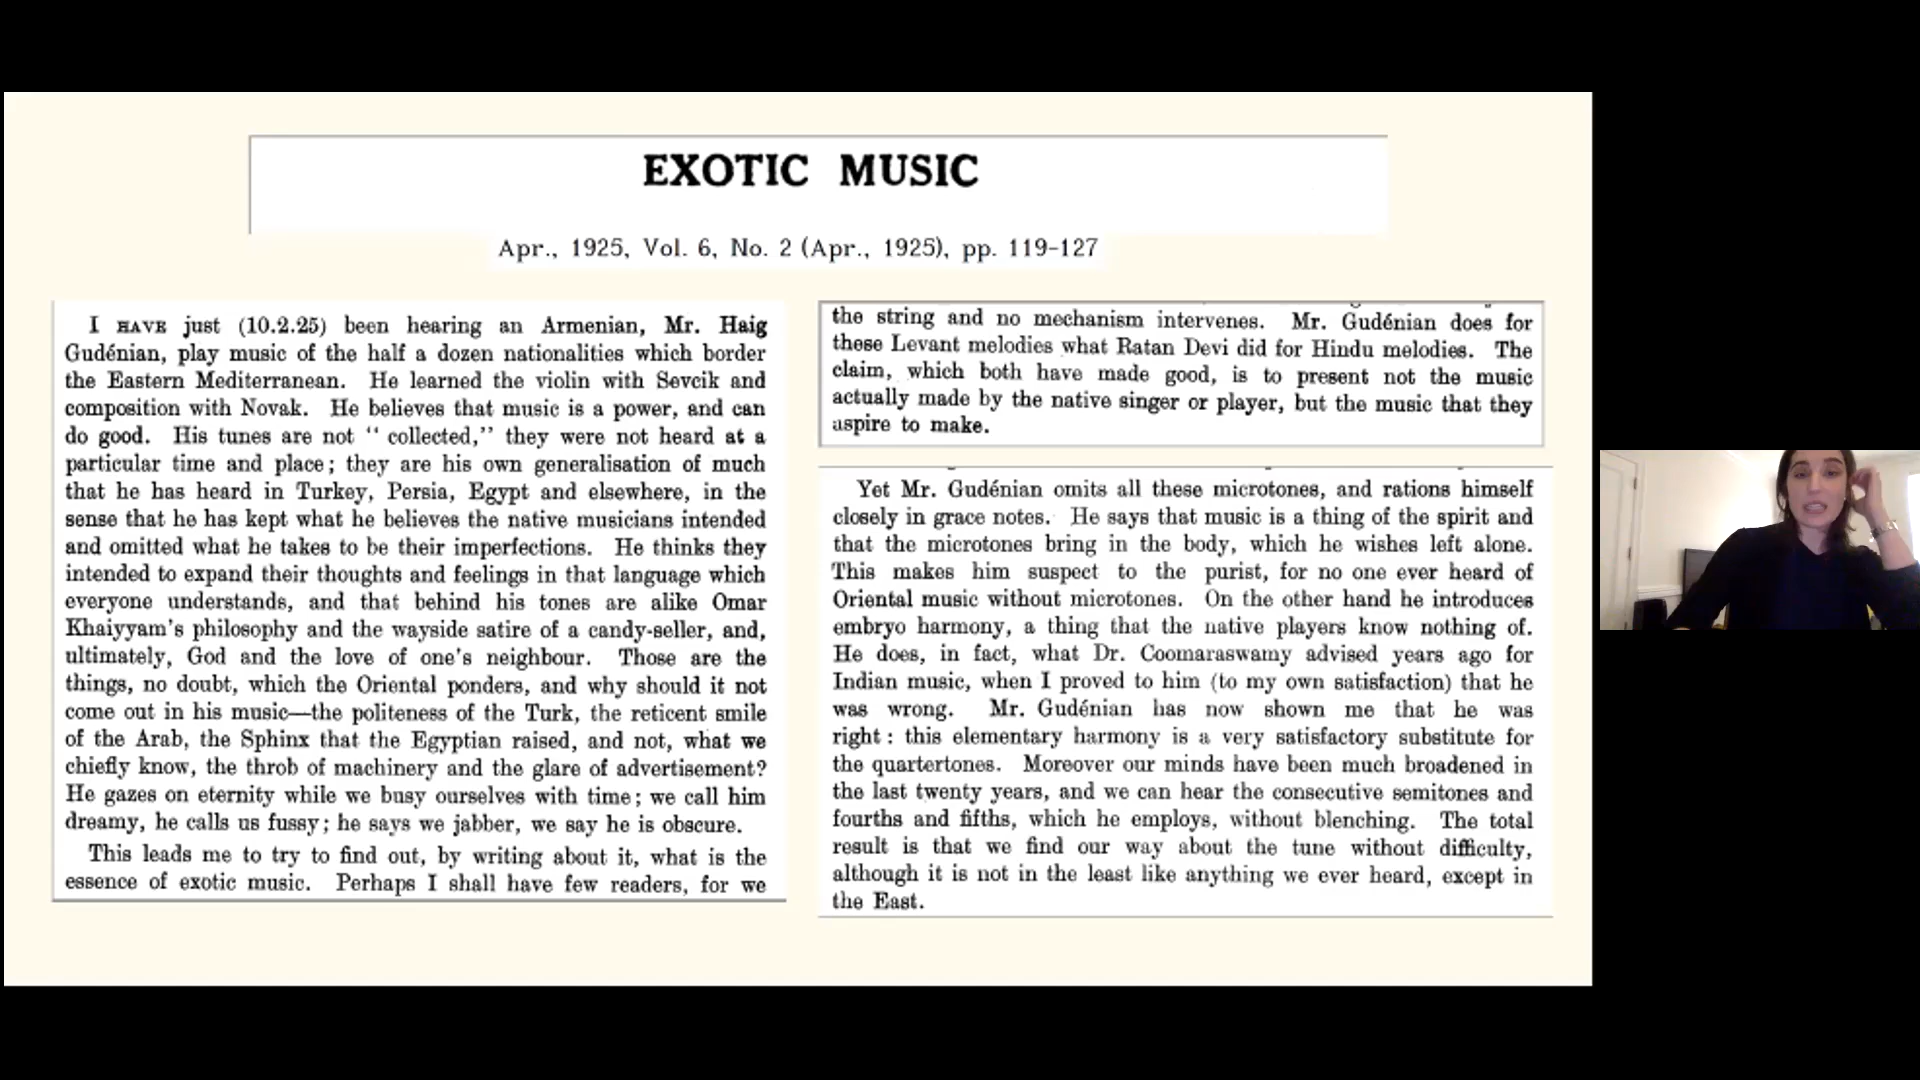 EXOTIC MUSIC
Apr., 1925, Vol. 6, No. 2 (Apr., 1925), pp. 119-127
I HAVE just (10.2.25) been hearing an Armenian, Mr. Haig
Gudénian, play music of the half a dozen nationalities which border
the Eastern Mediterranean. He learned the violin with Sevcik and
composition with Novak. He believes that music is a power, and can
do good. His tunes are not “ collected,” they were not heard at a
particular time and place; they are his own generalisation of much
that he has heard in Turkey, Persia, Egypt and elsewhere, in the
sense that he has kept what he believes the native musicians intended
and omitted what he takes to be their imperfections. He thinks they
intended to expand their thoughts and feelings in that language which
everyone understands, and that behind his tones are alike Omar
Khaiyyam's philosophy and the wayside satire of a candy-seller, and,
ultimately, God and the love of one's neighbour. Those are the
things, no doubt, which the Oriental ponders, and why should it not
come out in his music—the politeness of the Turk, the reticent smile
of the Arab, the Sphinx that the Egyptian raised, and not, what we
chiefly know, the throb of machinery and the glare of advertisement?
He gazes on eternity while we busy ourselves with time; we call him
dreamy, he calls us fussy; he says we jabber, we say he is obscure.
This leads me to try to find out, by writing about it, what is the
essence of exotic music. Perhaps I shall have few readers, for we
the string and no mechanism intervenes. Mr. Gudénian does for
these Levant melodies what Ratan Devi did for Hindu melodies. The
claim, which both have made good, is to present not the music
actually made by the native singer or player, but the music that they
aspire to make.
Yet Mr. Gudénian omits all these microtones, and rations himself
closely in grace notes. He says that music is a thing of the spirit and
that the microtones bring in the body, which he wishes left alone.
This makes him suspect to the purist, for no one ever heard of
Oriental music without microtones. On the other hand he introduces
embryo harmony, a thing that the native players know nothing of.
He does, in fact, what Dr. Coomaraswamy advised years ago for
Indian music, when I proved to him (to my own satisfaction) that he
was wrong. Mr. Gudénian has now shown me that he was
right: this elementary harmony is a very satisfactory substitute for
the quartertones. Moreover our minds have been much broadened in
the last twenty years, and we can hear the consecutive semitones and
fourths and fifths, which he employs, without blenching. The total
result is that we find our way about the tune without difficulty,
although it is not in the least like anything we ever heard, except in
the East.